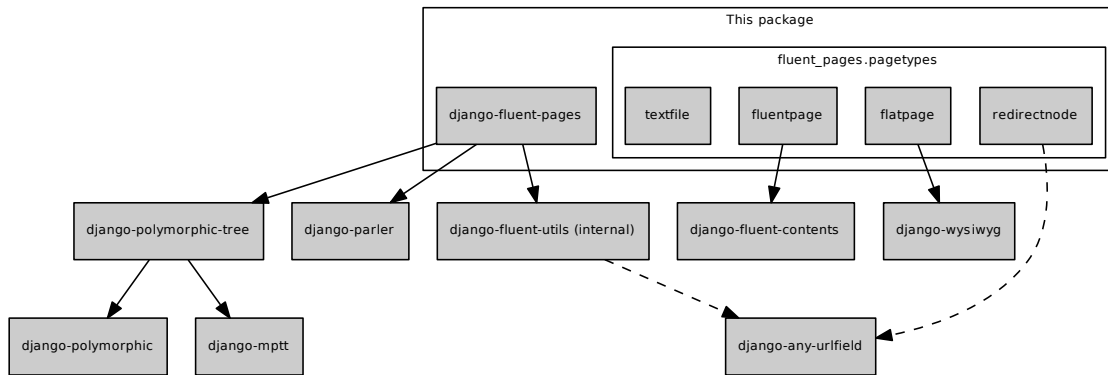 This package
fluent_pages.pagetypes
django-fluent-pages
textfile
fluentpage
flatpage
redirectnode
django-polymorphic-tree
django-parler
django-fluent-utils (internal)
django-fluent-contents
django-wysiwyg
django-polymorphic
django-mptt
django-any-urlfield